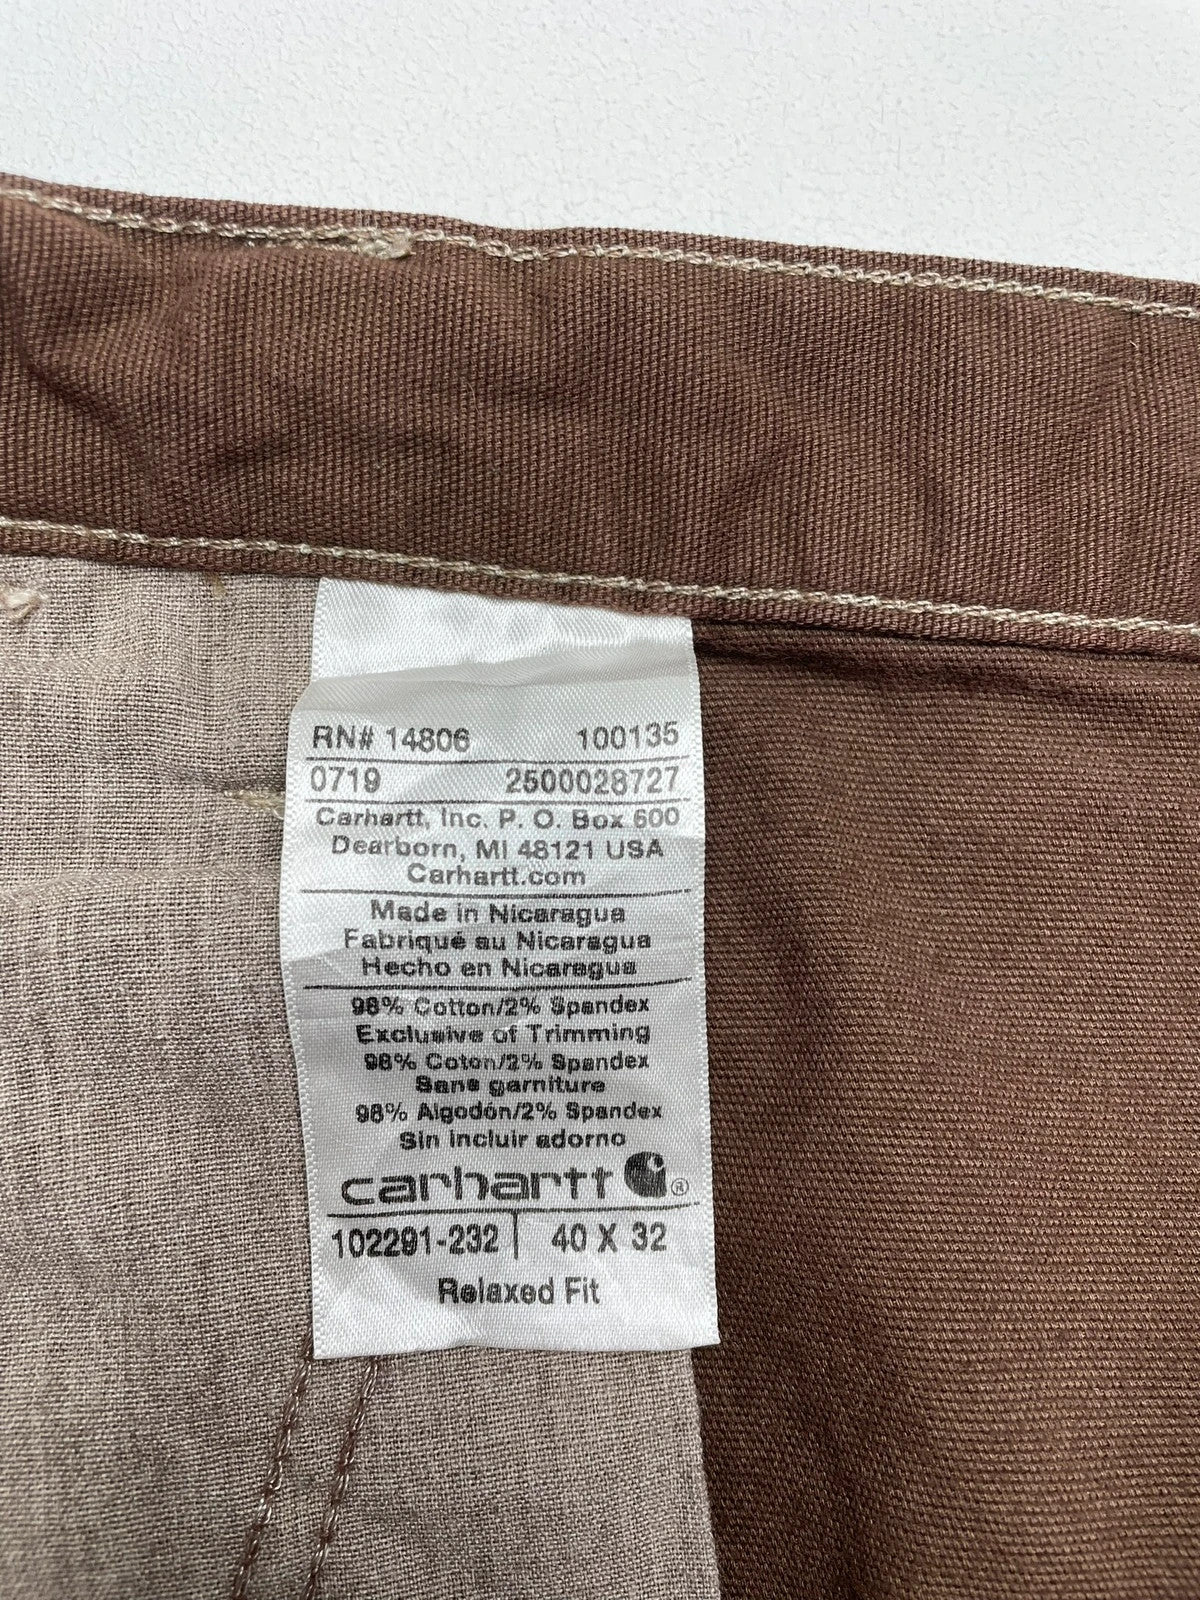 RN# 14806 100135
0719 2500028727
Carhartt, Inc. P. O. Box 600
Dearborn, MI 48121 USA
Carhartt.com
Made in Nicaragua
Fabriqué au Nicaragua
Hecho en Nicaragua
98% Cotton/2% Spandex
Exclusive of Trimming
98% Coton/2% Spandex
Sans garniture
98% Algodón/2% Spandex
Sin incluir adorno
carhartt ®
102291-232 | 40 X 32
Relaxed Fit